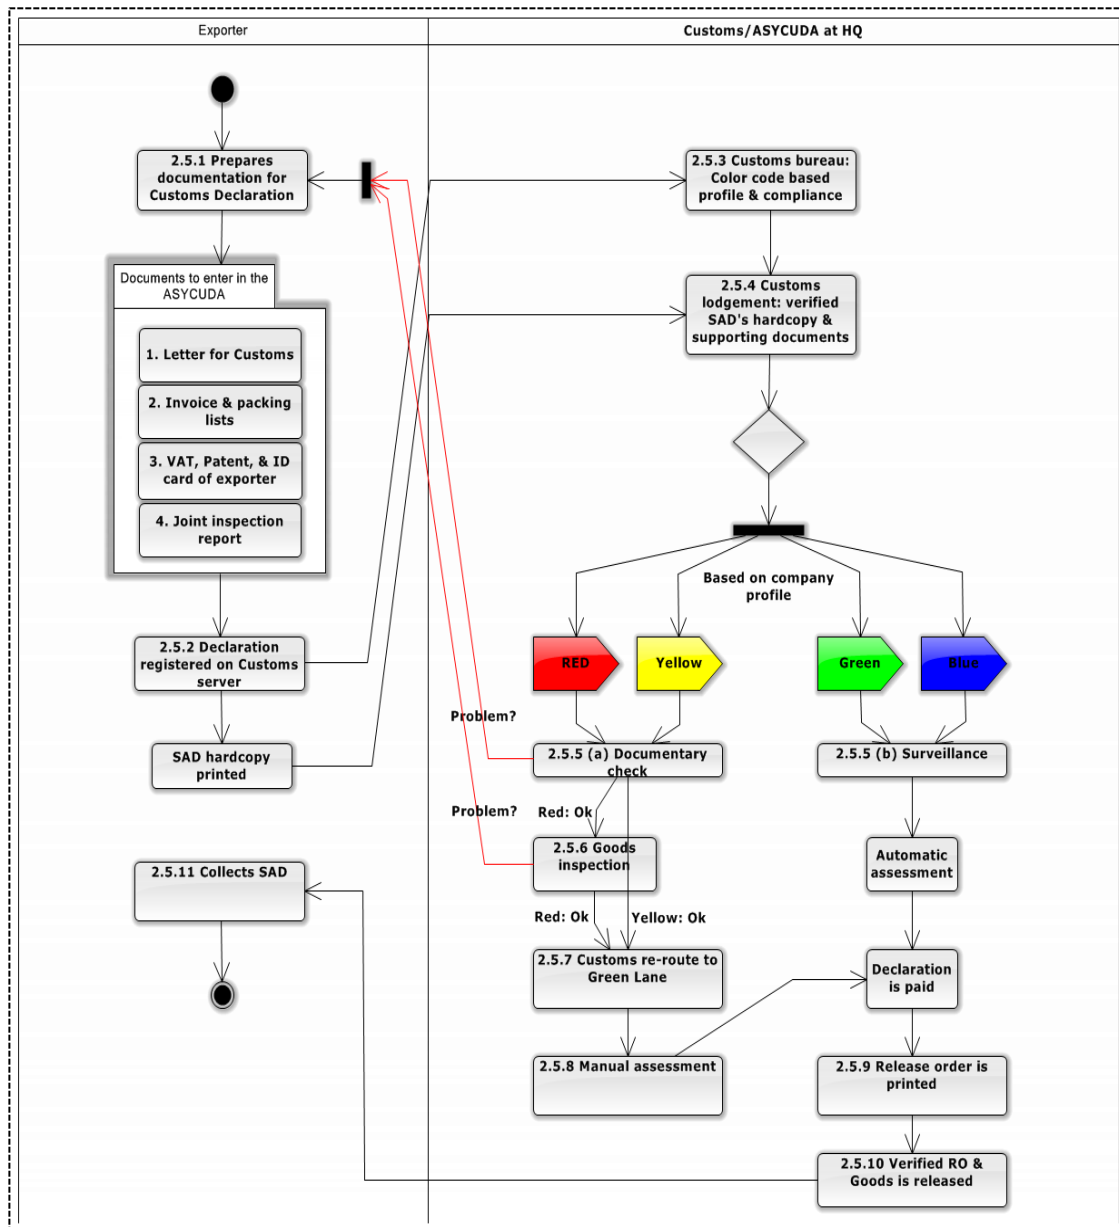 Exporter
Customs/ASYCUDA at HQ
2.5.1 Prepares
documentation for
Customs Declaration
2.5.3 Customs bureau:
Color code based
profile & compliance
Documents to enter in the
ASYCUDA
2.5.4 Customs
lodgement: verified
SAD's hardcopy &
supporting documents
1. Letter for Customs
2. Invoice & packing
lists
3. VAT, Patent, & ID
card of exporter
4. Joint inspection
report
Based on company
profile
2.5.2 Declaration
registered on Customs
server
RED
Yellow
Green
Blue
Problem?
SAD hardcopy
printed
2.5.5 (a) Documentary
check
2.5.5 (b) Surveillance
Problem?
Red: Ok
2.5.6 Goods
inspection
Automatic
assessment
2.5.11 Collects SAD
Red: Ok
Yellow: Ok
2.5.7 Customs re-route to
Green Lane
Declaration
is paid
2.5.8 Manual assessment
2.5.9 Release order is
printed
2.5.10 Verified RO &
Goods is released